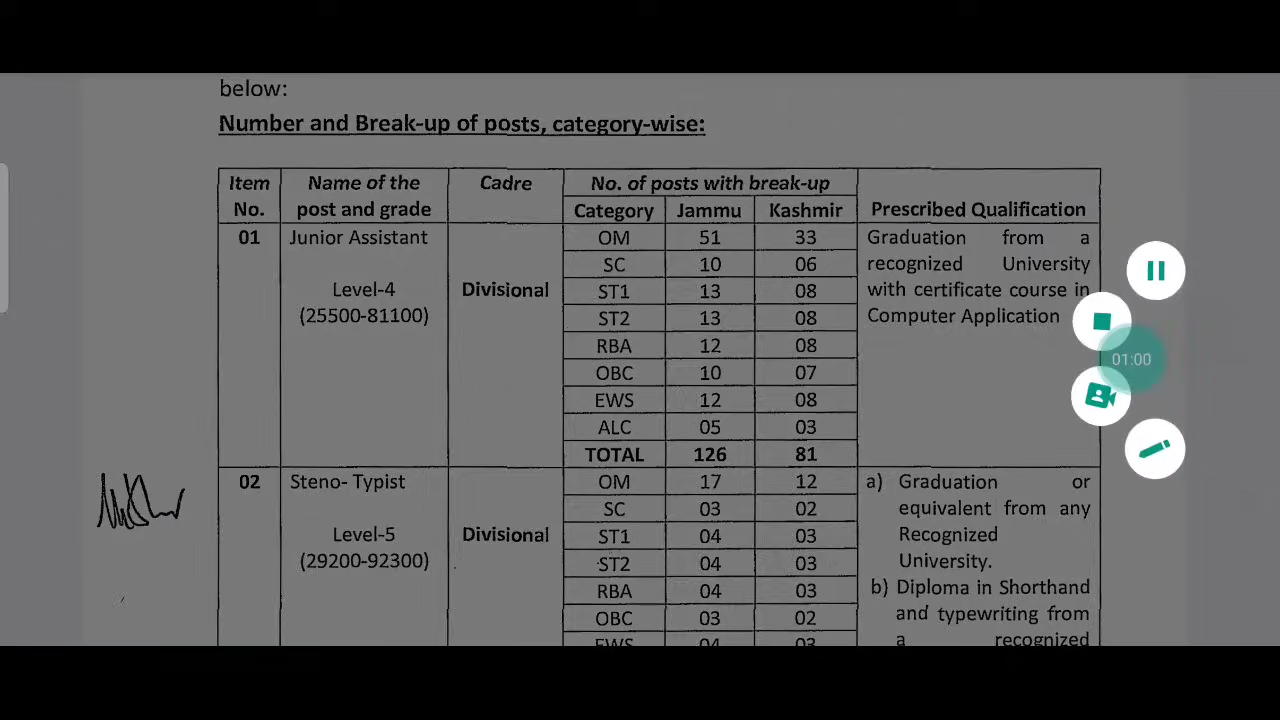 below:
Number and Break-up of posts, category-wise:
Item No. Name of the post and grade Cadre No. of posts with break-up Prescribed Qualification
Category Jammu Kashmir
01 Junior Assistant OM 51 33 Graduation from a
SC 10 06 recognized University
Level-4 Divisional ST1 13 08 with certificate course in
(25500-81100) ST2 13 08 Computer Application
RBA 12 08
OBC 10 07
EWS 12 08
ALC 05 03
TOTAL 126 81
02 Steno- Typist OM 17 12 a) Graduation or
SC 03 02 equivalent from any
Level-5 Divisional ST1 04 03 Recognized
(29200-92300) ST2 04 03 University.
RBA 04 03 b) Diploma in Shorthand
OBC 03 02 and typewriting from
EWS 04 03 a recognized
01:00